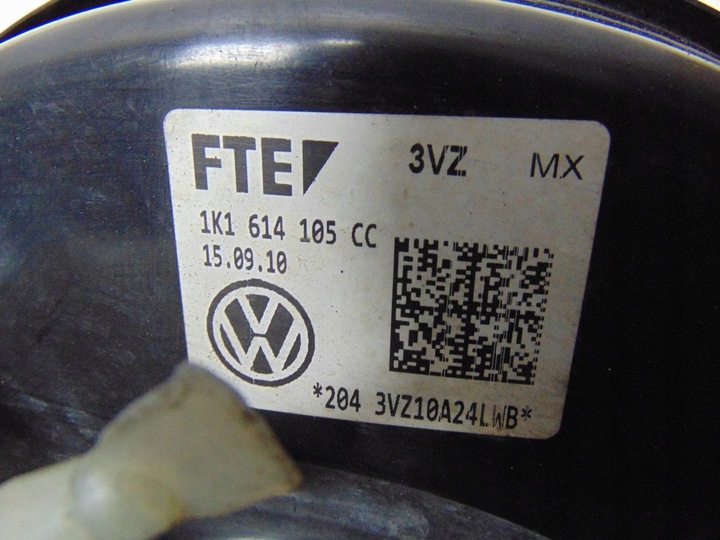 FTE 3VZ MX
1K1 614 105 CC
15.09.10
*204 3VZ10A24LWB*